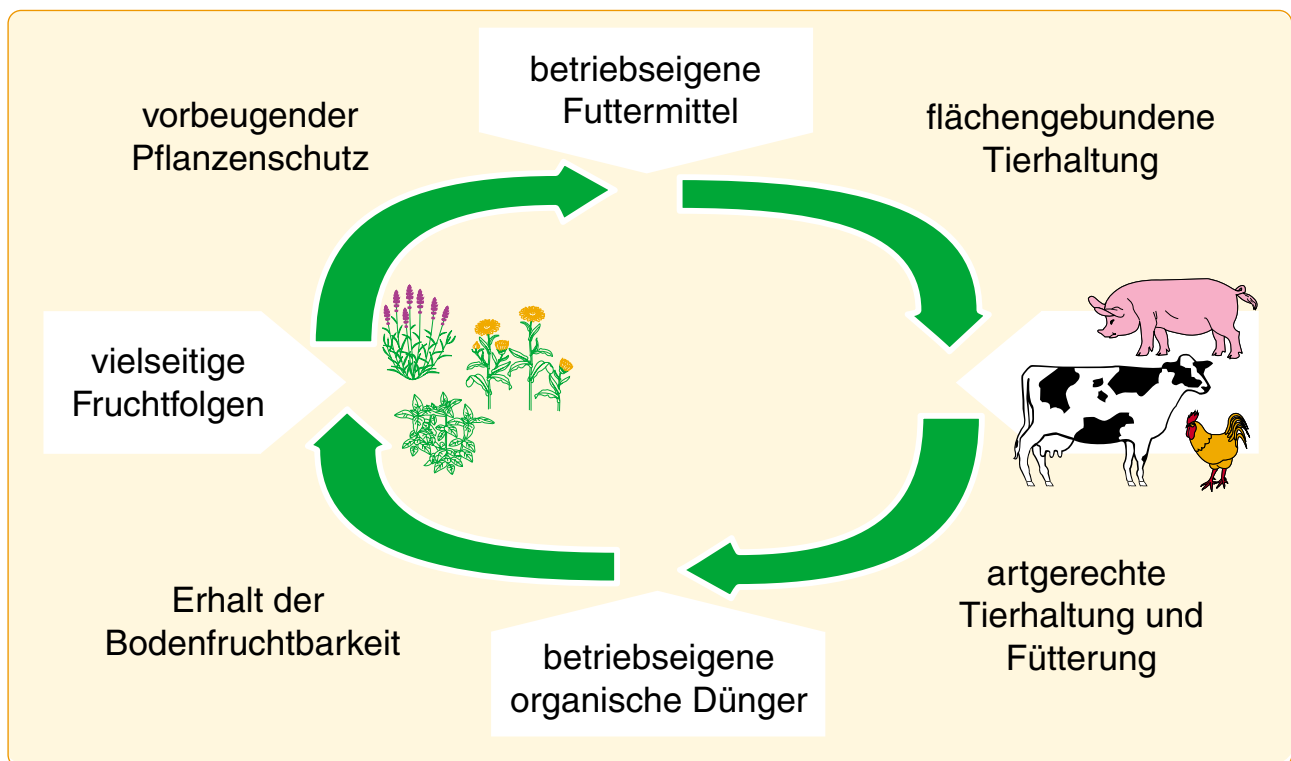 betriebseigene
Futtermittel
vorbeugender
Pflanzenschutz
flächengebundene
Tierhaltung
vielseitige
Fruchtfolgen
Erhalt der
Bodenfruchtbarkeit
betriebseigene
organische Dünger
artgerechte
Tierhaltung und
Fütterung